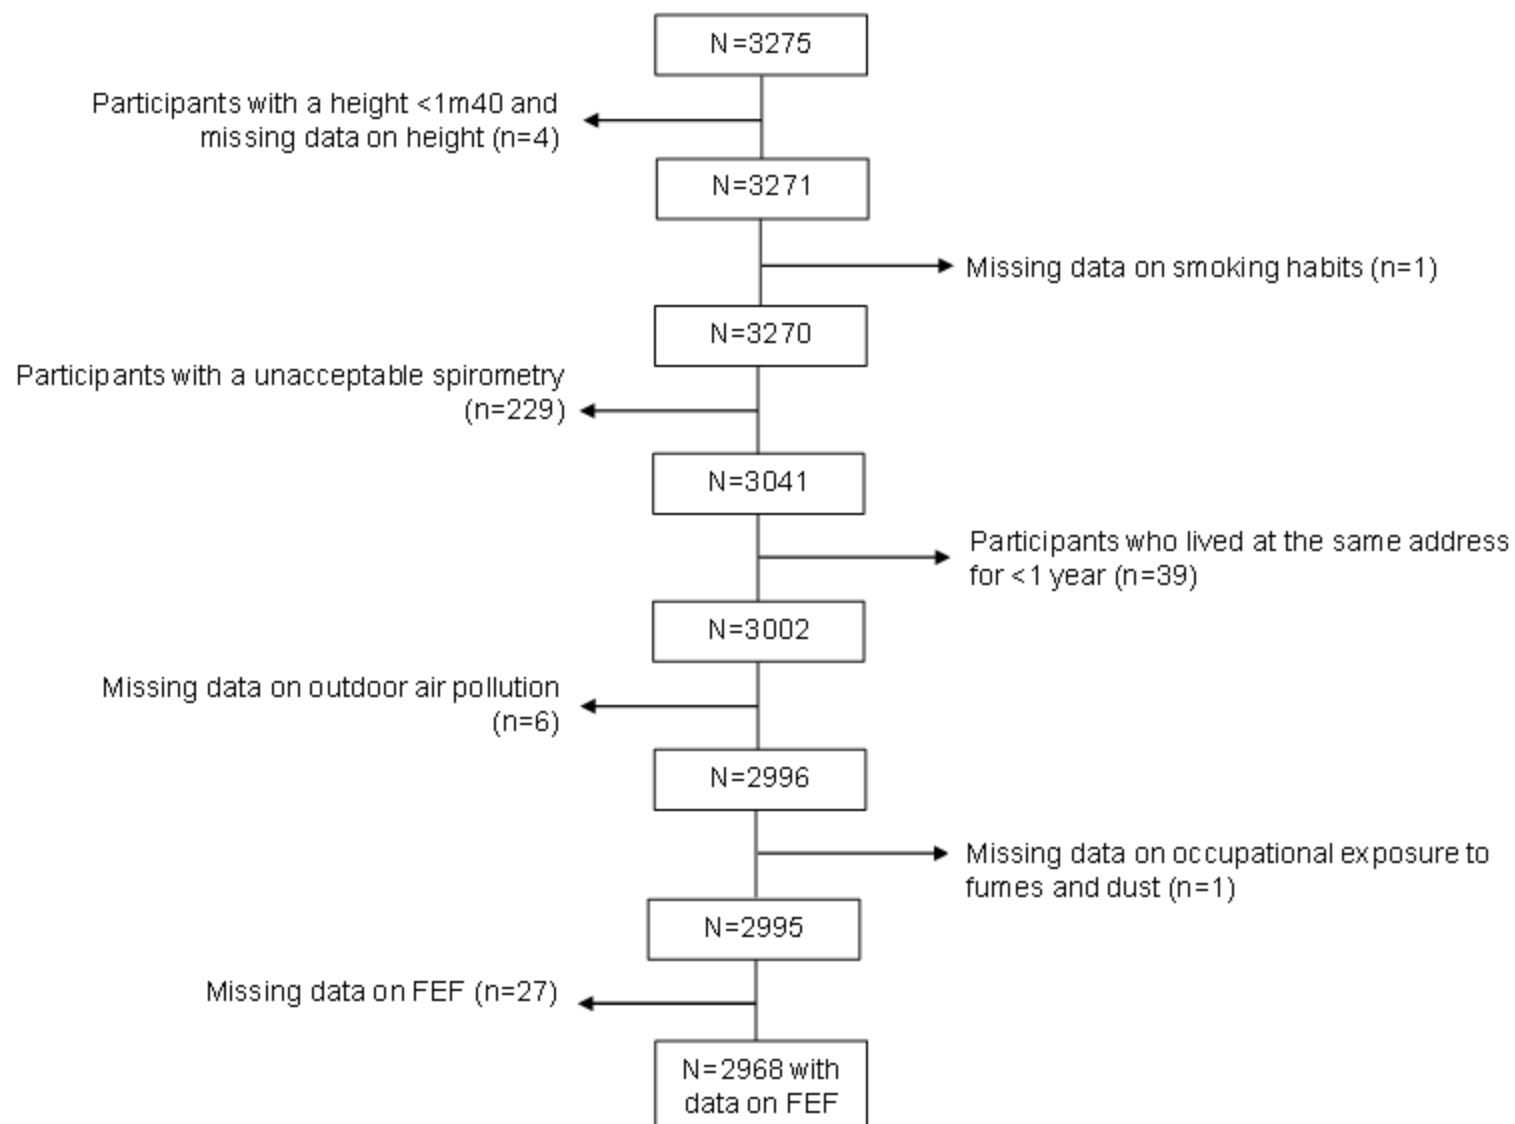 N=3275
Participants with a height <1m40 and
missing data on height (n=4)
N=3271
Missing data on smoking habits (n=1)
N=3270
Participants with a unacceptable spirometry
(n=229)
N=3041
Participants who lived at the same address
for <1 year (n=39)
N=3002
Missing data on outdoor air pollution
(n=6)
N=2996
Missing data on occupational exposure to
fumes and dust (n=1)
N=2995
Missing data on FEF (n=27)
N=2968 with
data on FEF